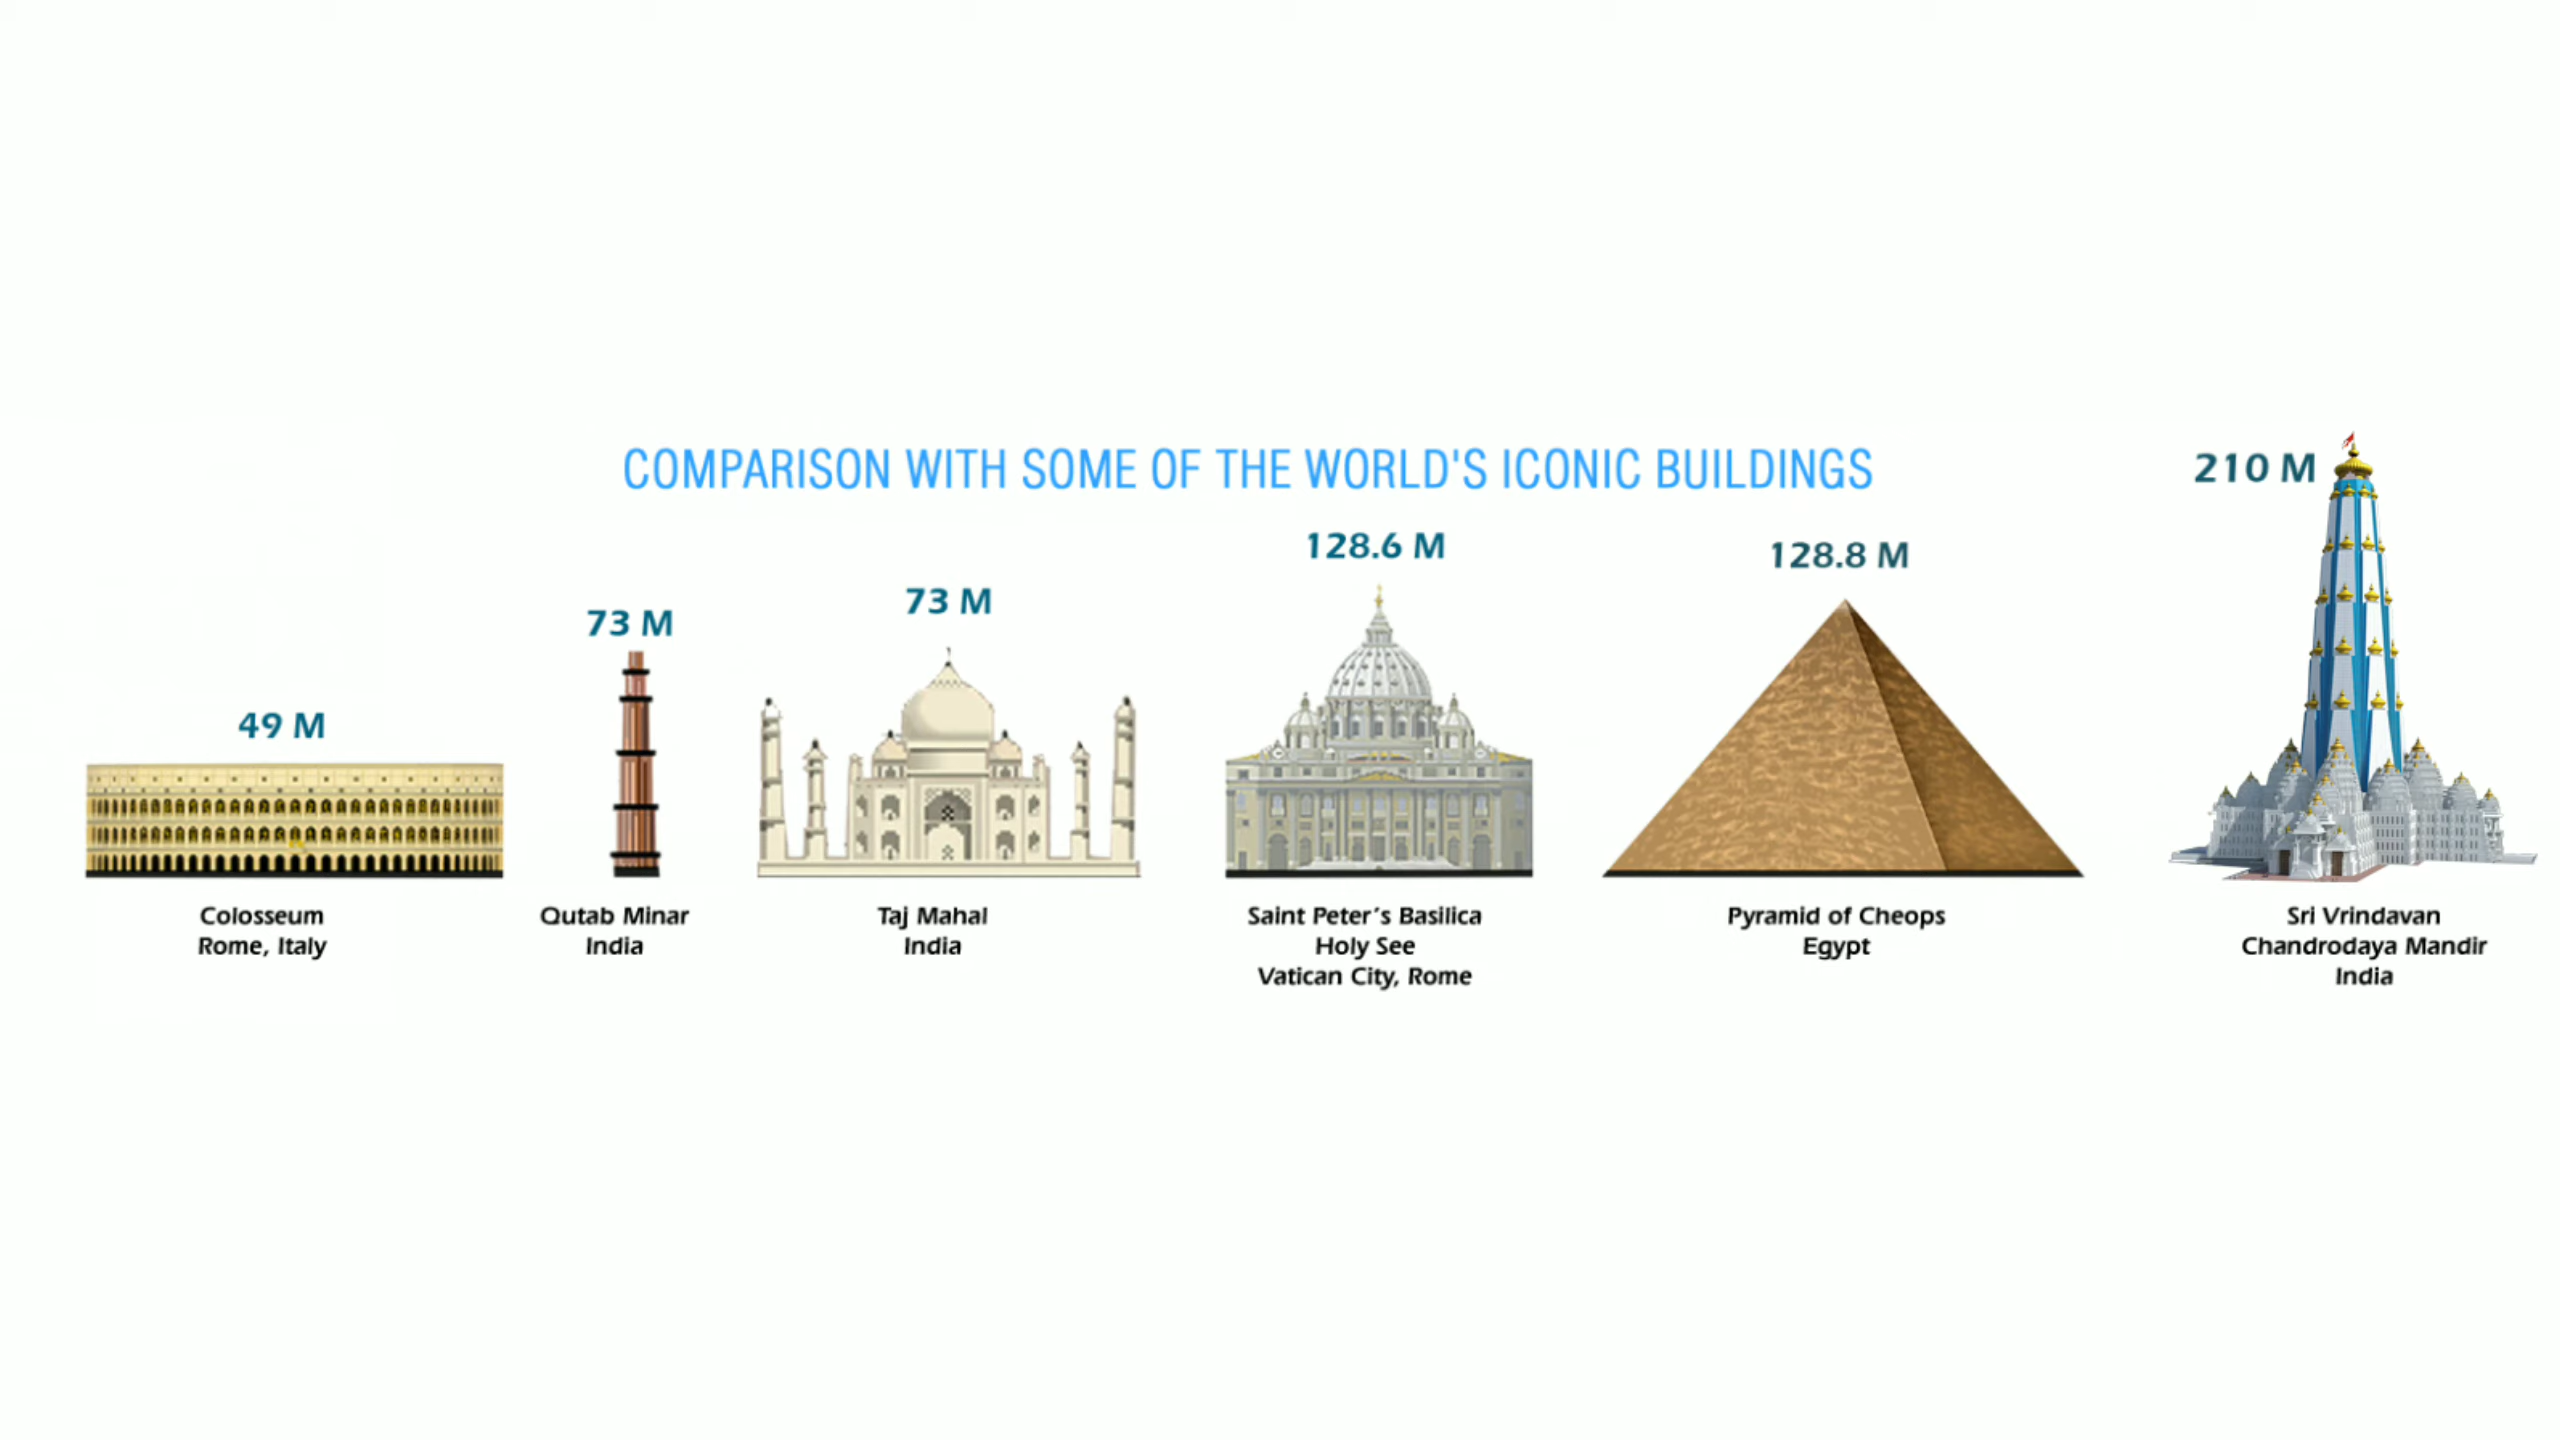 COMPARISON WITH SOME OF THE WORLD'S ICONIC BUILDINGS
49 M
Colosseum
Rome, Italy
73 M
Qutab Minar
India
73 M
Taj Mahal
India
128.6 M
Saint Peter´s Basilica
Holy See
Vatican City, Rome
128.8 M
Pyramid of Cheops
Egypt
210 M
Sri Vrindavan
Chandrodaya Mandir
India